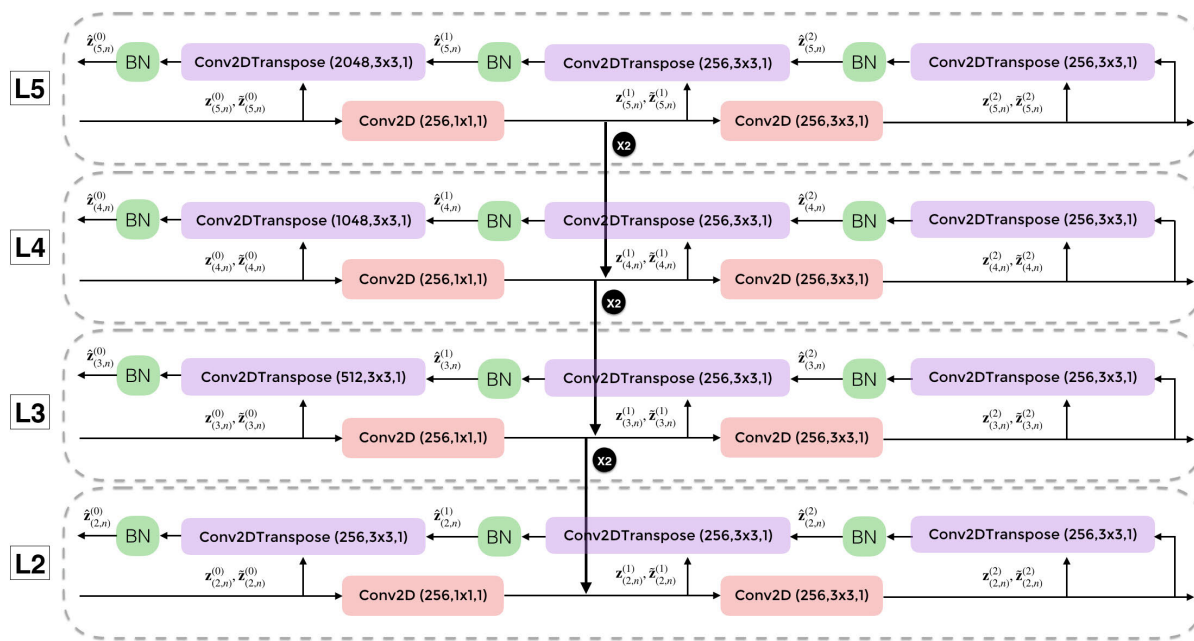 ẑ(5,n)^(0) ẑ(5,n)^(1) ẑ(5,n)^(2)
BN Conv2DTranspose (2048,3x3,1) BN Conv2DTranspose (256,3x3,1) BN Conv2DTranspose (256,3x3,1)
L5
z(5,n)^(0), z̃(5,n)^(0) z(5,n)^(1), z̃(5,n)^(1) z(5,n)^(2), z̃(5,n)^(2)
Conv2D (256,1x1,1) Conv2D (256,3x3,1)
X2
ẑ(4,n)^(0) ẑ(4,n)^(1) ẑ(4,n)^(2)
BN Conv2DTranspose (1048,3x3,1) BN Conv2DTranspose (256,3x3,1) BN Conv2DTranspose (256,3x3,1)
L4
z(4,n)^(0), z̃(4,n)^(0) z(4,n)^(1), z̃(4,n)^(1) z(4,n)^(2), z̃(4,n)^(2)
Conv2D (256,1x1,1) Conv2D (256,3x3,1)
X2
ẑ(3,n)^(0) ẑ(3,n)^(1) ẑ(3,n)^(2)
BN Conv2DTranspose (512,3x3,1) BN Conv2DTranspose (256,3x3,1) BN Conv2DTranspose (256,3x3,1)
L3
z(3,n)^(0), z̃(3,n)^(0) z(3,n)^(1), z̃(3,n)^(1) z(3,n)^(2), z̃(3,n)^(2)
Conv2D (256,1x1,1) Conv2D (256,3x3,1)
X2
ẑ(2,n)^(0) ẑ(2,n)^(1) ẑ(2,n)^(2)
BN Conv2DTranspose (256,3x3,1) BN Conv2DTranspose (256,3x3,1) BN Conv2DTranspose (256,3x3,1)
L2
z(2,n)^(0), z̃(2,n)^(0) z(2,n)^(1), z̃(2,n)^(1) z(2,n)^(2), z̃(2,n)^(2)
Conv2D (256,1x1,1) Conv2D (256,3x3,1)